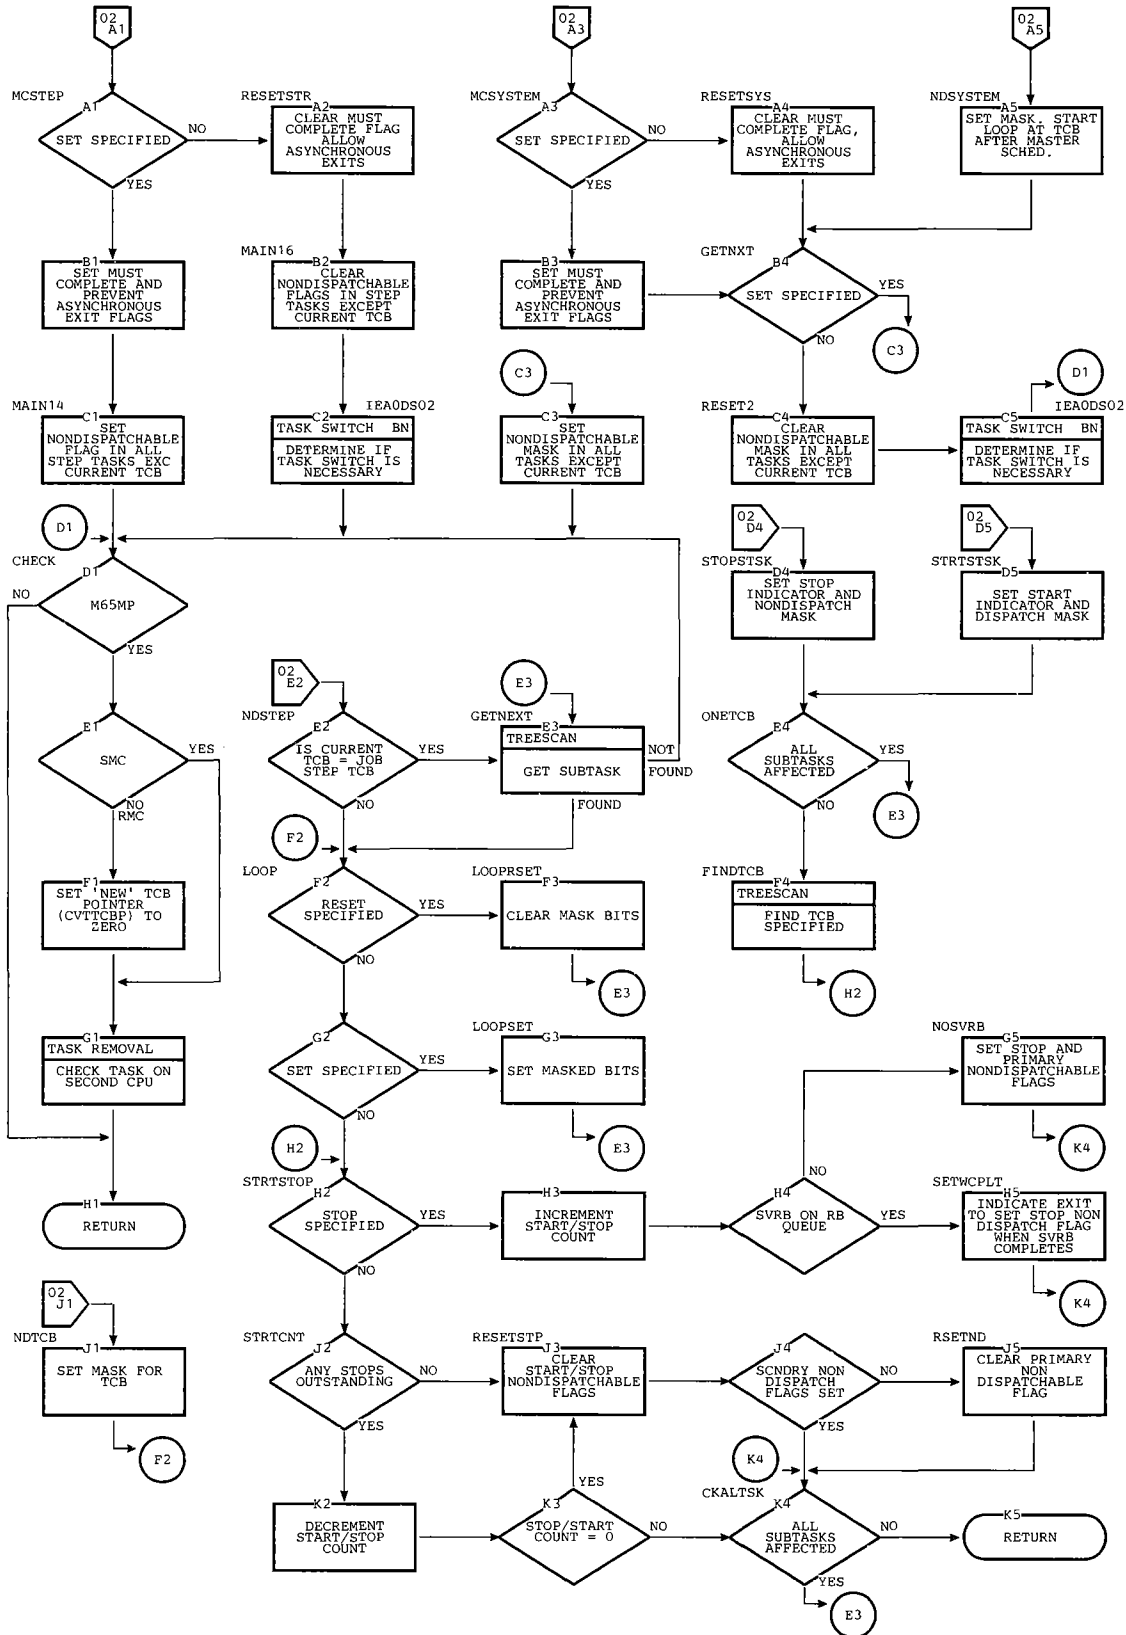 02
A1
02
A3
02
A5
MCSTEP
A1
SET SPECIFIED
NO
YES
RESETSTR
A2
CLEAR MUST
COMPLETE FLAG
ALLOW
ASYNCHRONOUS
EXITS
MCSYSTEM
A3
SET SPECIFIED
NO
YES
RESETSYS
A4
CLEAR MUST
COMPLETE FLAG,
ALLOW
ASYNCHRONOUS
EXITS
NDSYSTEM
A5
SET MASK. START
LOOP AT TCB
AFTER MASTER
SCHED.
B1
SET MUST
COMPLETE AND
PREVENT
ASYNCHRONOUS
EXIT FLAGS
MAIN16
B2
CLEAR
NONDISPATCHABLE
FLAGS IN STEP
TASKS EXCEPT
CURRENT TCB
B3
SET MUST
COMPLETE AND
PREVENT
ASYNCHRONOUS
EXIT FLAGS
GETNXT
B4
SET SPECIFIED
YES
NO
C3
C3
D1
MAIN14
C1
SET
NONDISPATCHABLE
FLAG IN ALL
STEP TASKS EXC
CURRENT TCB
IEA0DS02
C2
TASK SWITCH BN
DETERMINE IF
TASK SWITCH IS
NECESSARY
C3
SET
NONDISPATCHABLE
MASK IN ALL
TASKS EXCEPT
CURRENT TCB
RESET2
C4
CLEAR
NONDISPATCHABLE
MASK IN ALL
TASKS EXCEPT
CURRENT TCB
IEA0DS02
C5
TASK SWITCH BN
DETERMINE IF
TASK SWITCH IS
NECESSARY
D1
CHECK
D1
M65MP
NO
YES
02
D4
STOPSTSK
D4
SET STOP
INDICATOR AND
NONDISPATCH
MASK
02
D5
STRTSTSK
D5
SET START
INDICATOR AND
DISPATCH MASK
E1
SMC
YES
NO
RMC
02
E2
NDSTEP
E2
IS CURRENT
TCB = JOB
STEP TCB
YES
NO
E3
GETNEXT
E3
TREESCAN
GET SUBTASK
NOT
FOUND
FOUND
ONETCB
E4
ALL
SUBTASKS
AFFECTED
YES
NO
E3
F1
SET 'NEW' TCB
POINTER
(CVTTCBP) TO
ZERO
F2
LOOP
F2
RESET
SPECIFIED
YES
NO
LOOPRSET
F3
CLEAR MASK BITS
E3
FINDTCB
F4
TREESCAN
FIND TCB
SPECIFIED
H2
G1
TASK REMOVAL
CHECK TASK ON
SECOND CPU
G2
SET SPECIFIED
YES
NO
LOOPSET
G3
SET MASKED BITS
E3
NOSVRB
G5
SET STOP AND
PRIMARY
NONDISPATCHABLE
FLAGS
K4
H1
RETURN
H2
STRTSTOP
H2
STOP
SPECIFIED
YES
NO
H3
INCREMENT
START/STOP
COUNT
NO
H4
SVRB ON RB
QUEUE
YES
SETWCPLT
H5
INDICATE EXIT
TO SET STOP NON
DISPATCH FLAG
WHEN SVRB
COMPLETES
K4
02
J1
NDTCB
J1
SET MASK FOR
TCB
F2
STRTCNT
J2
ANY STOPS
OUTSTANDING
NO
YES
RESETSTP
J3
CLEAR
START/STOP
NONDISPATCHABLE
FLAGS
J4
SCNDRY NON
DISPATCH
FLAGS SET
NO
YES
RSETND
J5
CLEAR PRIMARY
NON
DISPATCHABLE
FLAG
K2
DECREMENT
START/STOP
COUNT
YES
K3
STOP/START
COUNT = 0
NO
K4
CKALTSK
K4
ALL
SUBTASKS
AFFECTED
NO
YES
E3
K5
RETURN